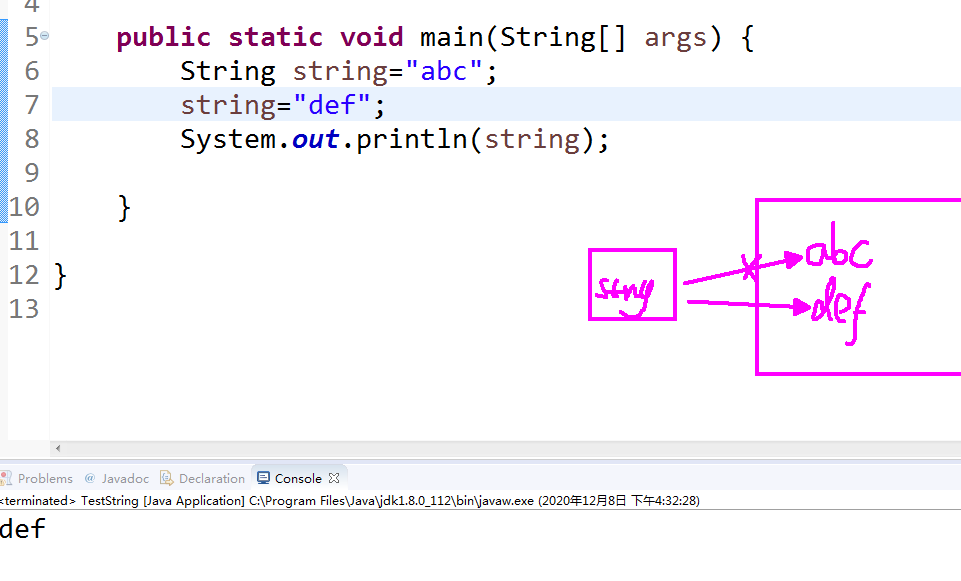 4
5 public static void main(String[] args) {
6 String string="abc";
7 string="def";
8 System.out.println(string);
9
10 }
11
12 }
13
abc
string
def
Problems @ Javadoc Declaration Console
<terminated> TestString [Java Application] C:\Program Files\Java\jdk1.8.0_112\bin\javaw.exe (2020年12月8日 下午4:32:28)
def